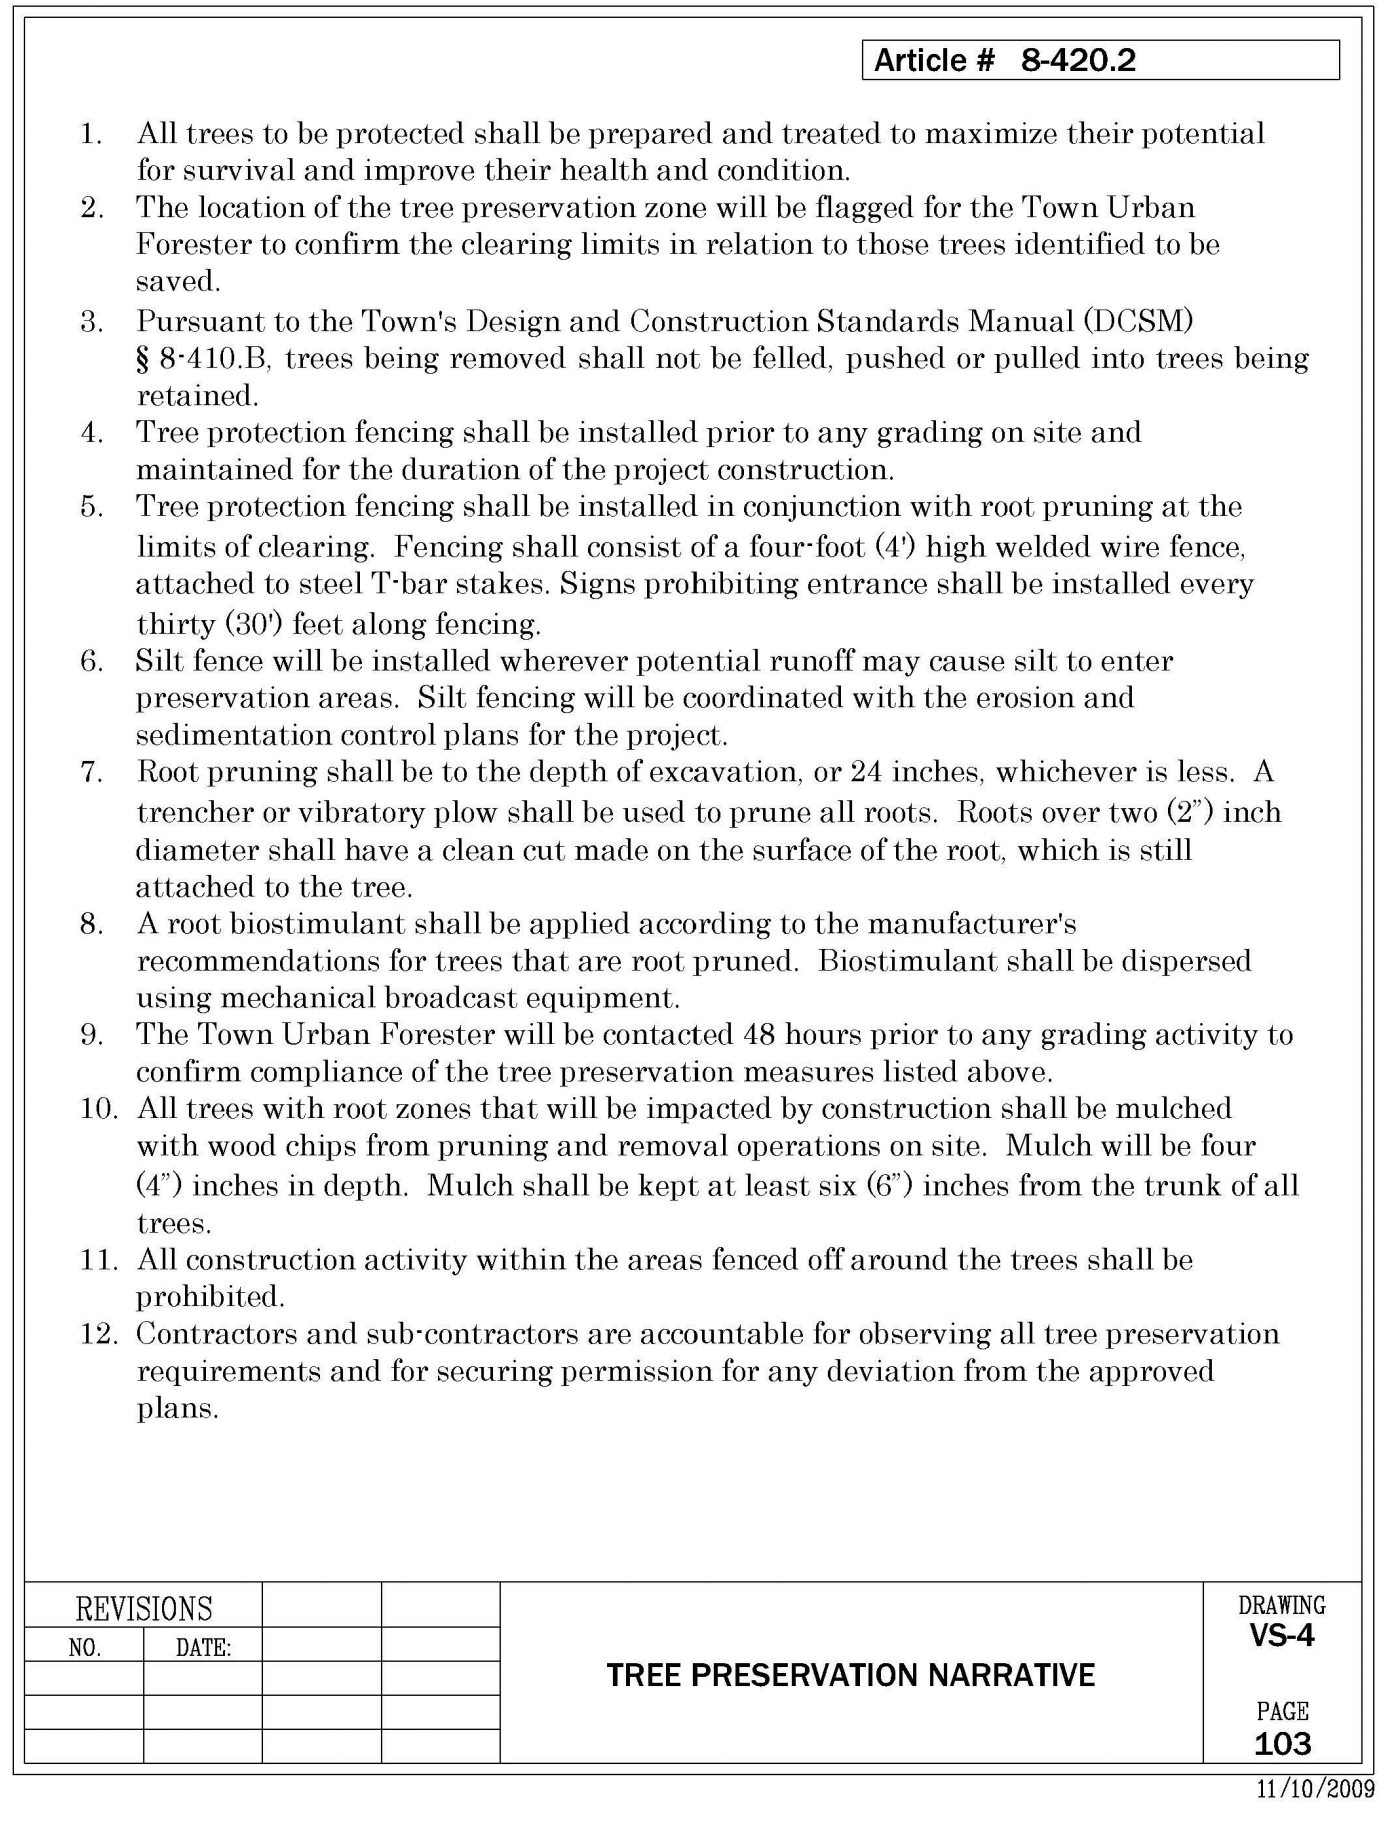 Article # 8-420.2
1. All trees to be protected shall be prepared and treated to maximize their potential
for survival and improve their health and condition.
2. The location of the tree preservation zone will be flagged for the Town Urban
Forester to confirm the clearing limits in relation to those trees identified to be
saved.
3. Pursuant to the Town's Design and Construction Standards Manual (DCSM)
§ 8-410.B, trees being removed shall not be felled, pushed or pulled into trees being
retained.
4. Tree protection fencing shall be installed prior to any grading on site and
maintained for the duration of the project construction.
5. Tree protection fencing shall be installed in conjunction with root pruning at the
limits of clearing. Fencing shall consist of a four-foot (4') high welded wire fence,
attached to steel T-bar stakes. Signs prohibiting entrance shall be installed every
thirty (30') feet along fencing.
6. Silt fence will be installed wherever potential runoff may cause silt to enter
preservation areas. Silt fencing will be coordinated with the erosion and
sedimentation control plans for the project.
7. Root pruning shall be to the depth of excavation, or 24 inches, whichever is less. A
trencher or vibratory plow shall be used to prune all roots. Roots over two (2”) inch
diameter shall have a clean cut made on the surface of the root, which is still
attached to the tree.
8. A root biostimulant shall be applied according to the manufacturer's
recommendations for trees that are root pruned. Biostimulant shall be dispersed
using mechanical broadcast equipment.
9. The Town Urban Forester will be contacted 48 hours prior to any grading activity to
confirm compliance of the tree preservation measures listed above.
10. All trees with root zones that will be impacted by construction shall be mulched
with wood chips from pruning and removal operations on site. Mulch will be four
(4”) inches in depth. Mulch shall be kept at least six (6”) inches from the trunk of all
trees.
11. All construction activity within the areas fenced off around the trees shall be
prohibited.
12. Contractors and sub-contractors are accountable for observing all tree preservation
requirements and for securing permission for any deviation from the approved
plans.
REVISIONS
NO. DATE:
TREE PRESERVATION NARRATIVE
DRAWING
VS-4
PAGE
103
11/10/2009